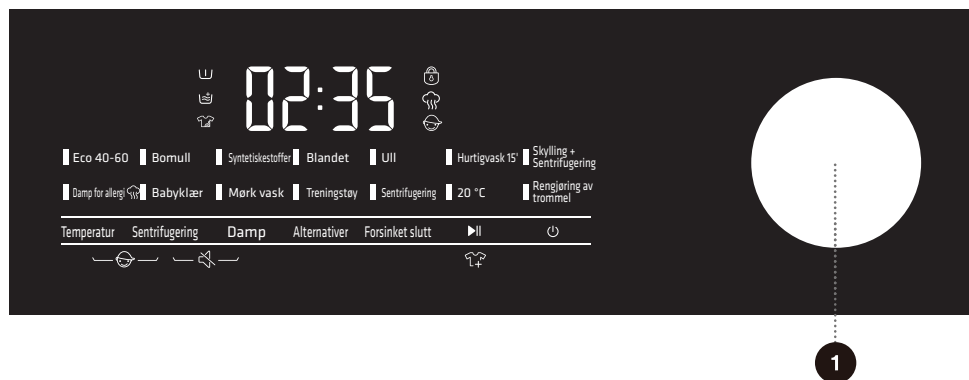 02:35
Eco 40-60 Bomull Syntetiskestoffer Blandet Ull Hurtigvask 15' Skylling +
Sentrifugering
Damp for allergi Babyklær Mørk vask Treningstøy Sentrifugering 20 °C Rengjøring av
trommel
Temperatur Sentrifugering Damp Alternativer Forsinket slutt
1